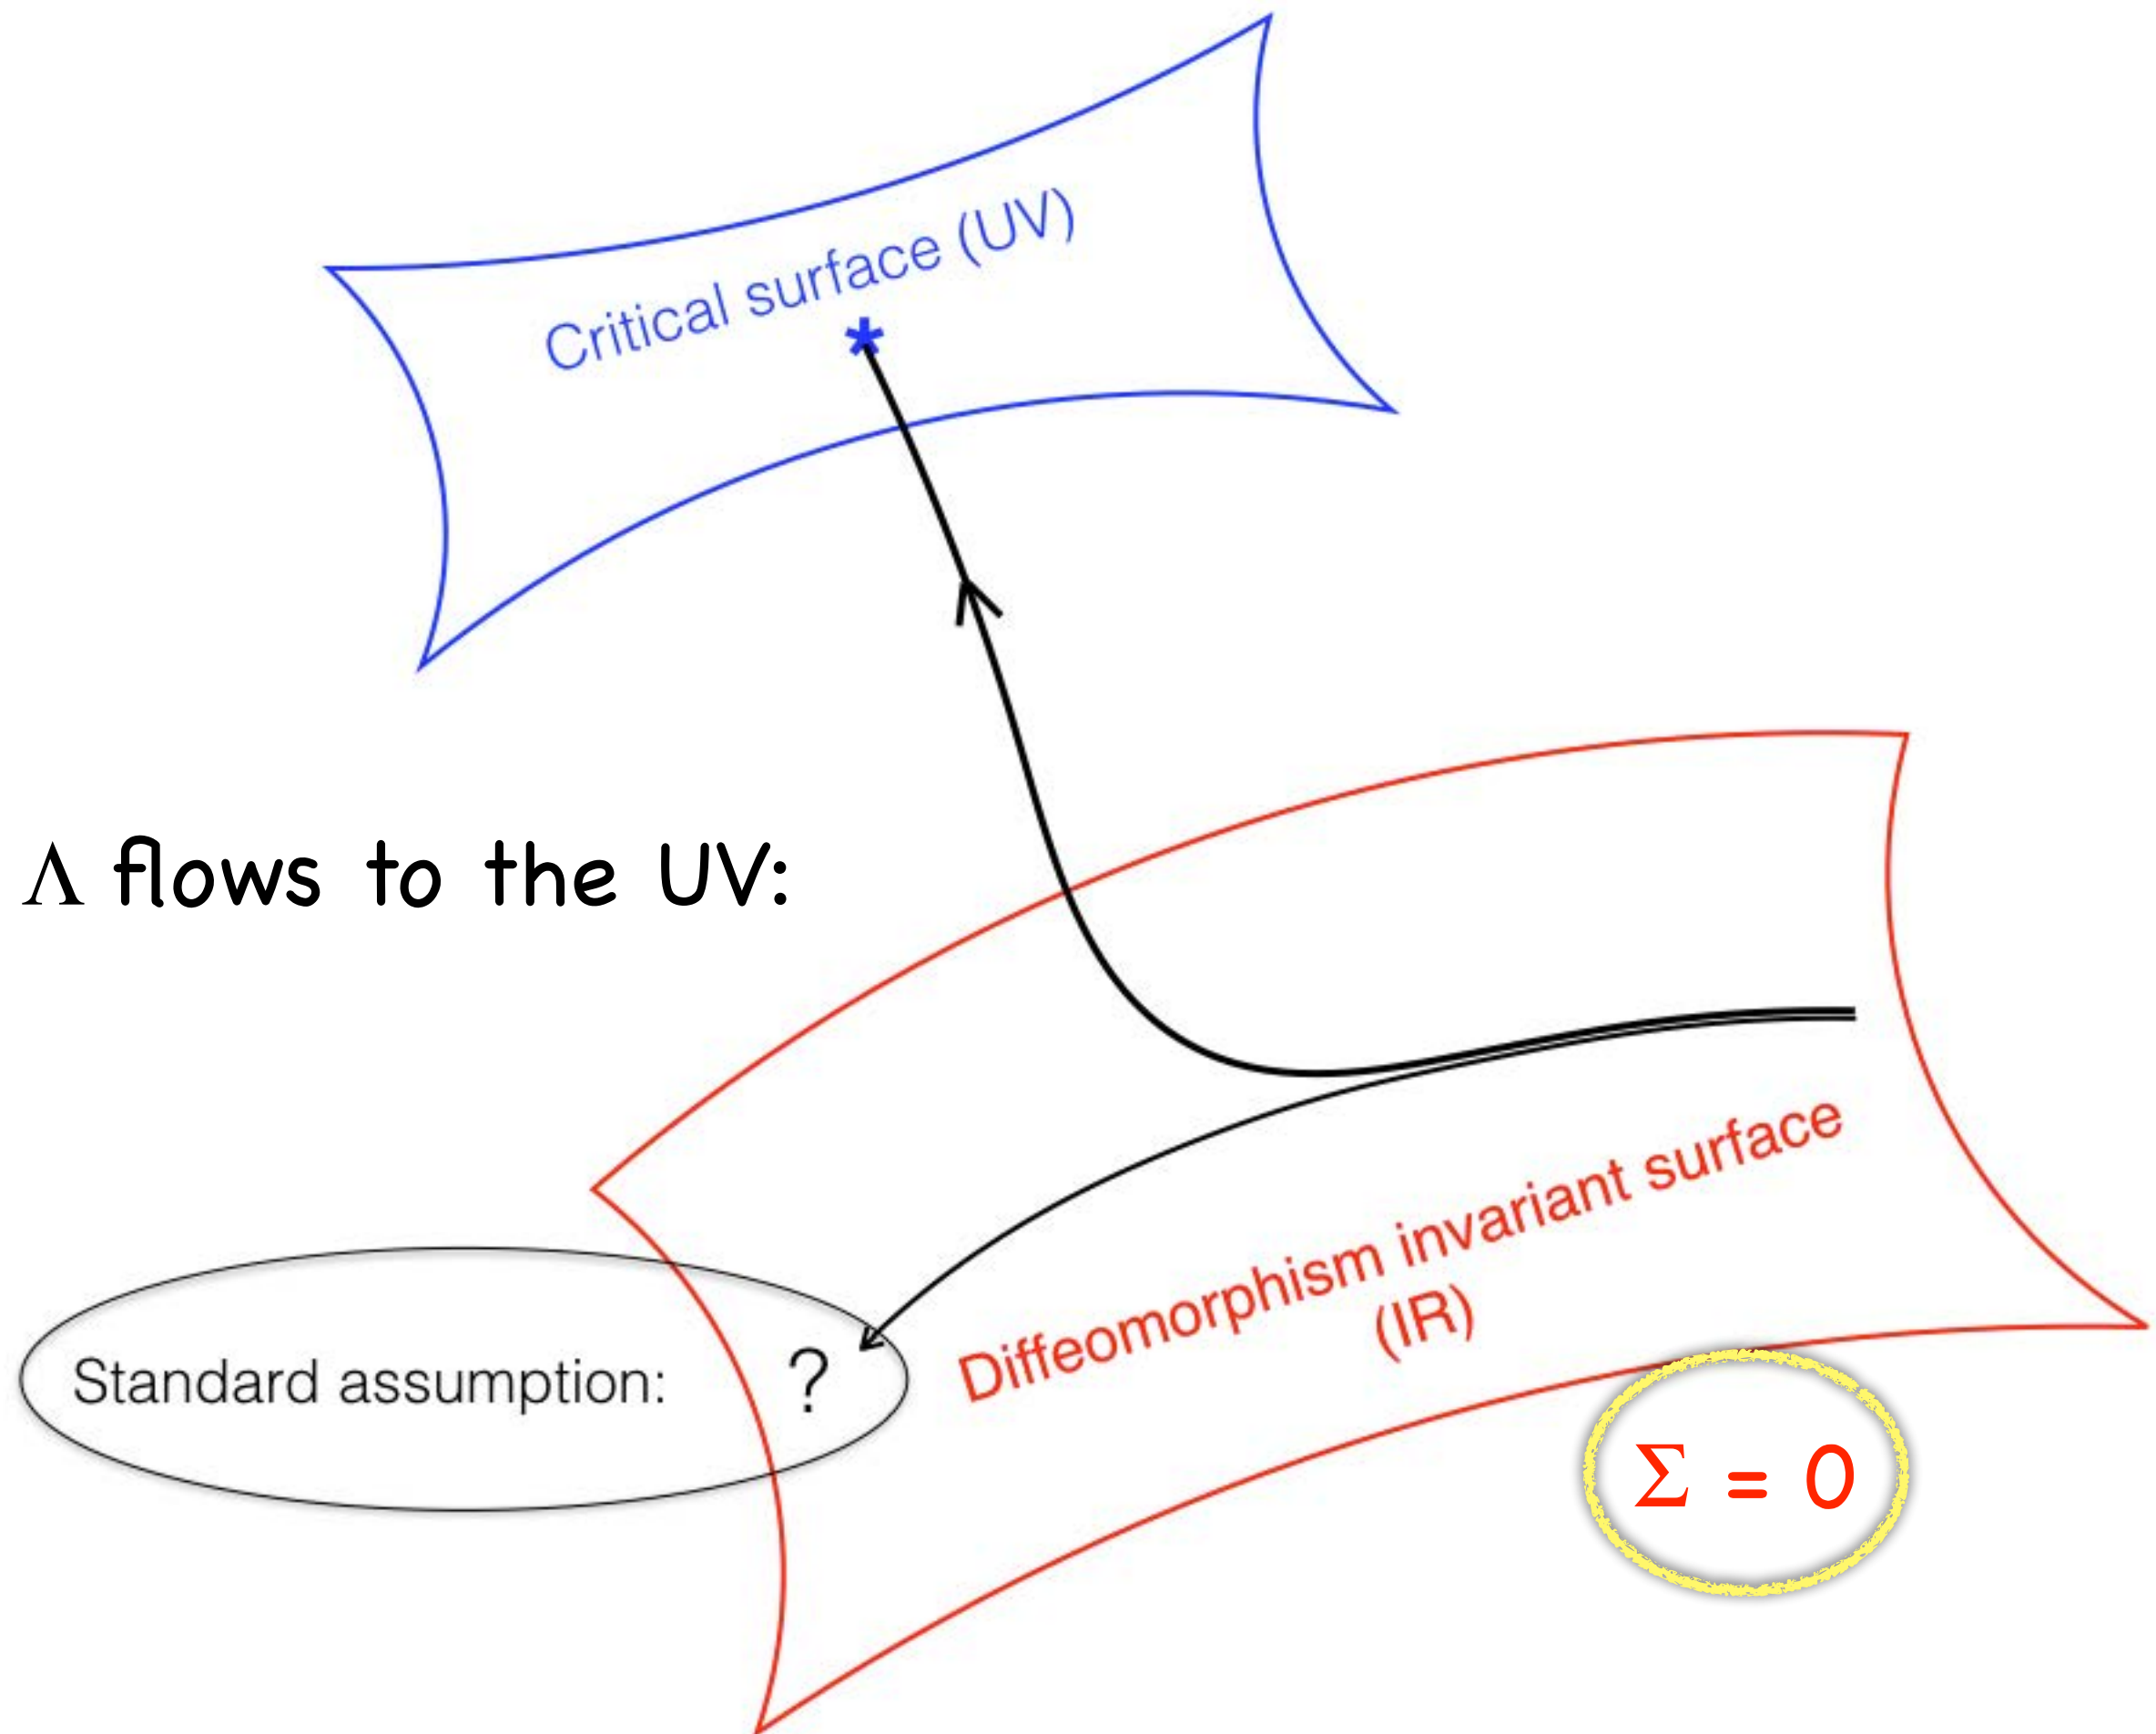 Critical surface (UV)
*
Λ flows to the UV:
Diffeomorphism invariant surface
(IR)
Standard assumption: ?
Σ = 0